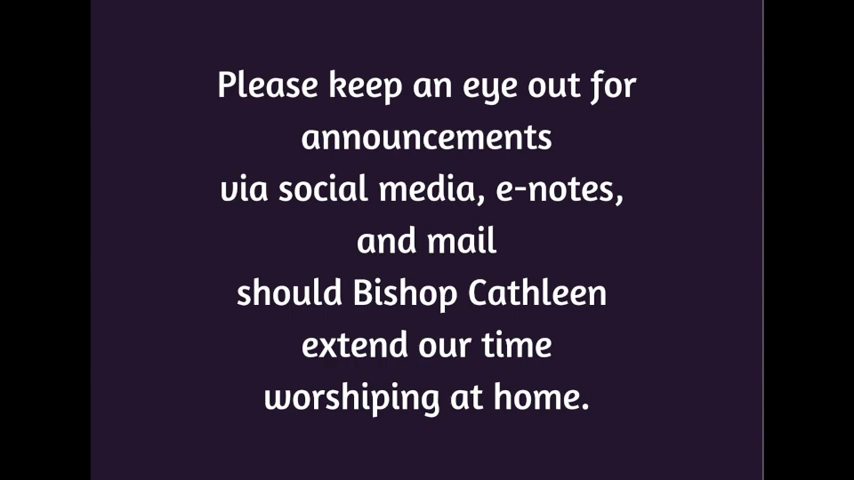 Please keep an eye out for
announcements
via social media, e-notes,
and mail
should Bishop Cathleen
extend our time
worshiping at home.